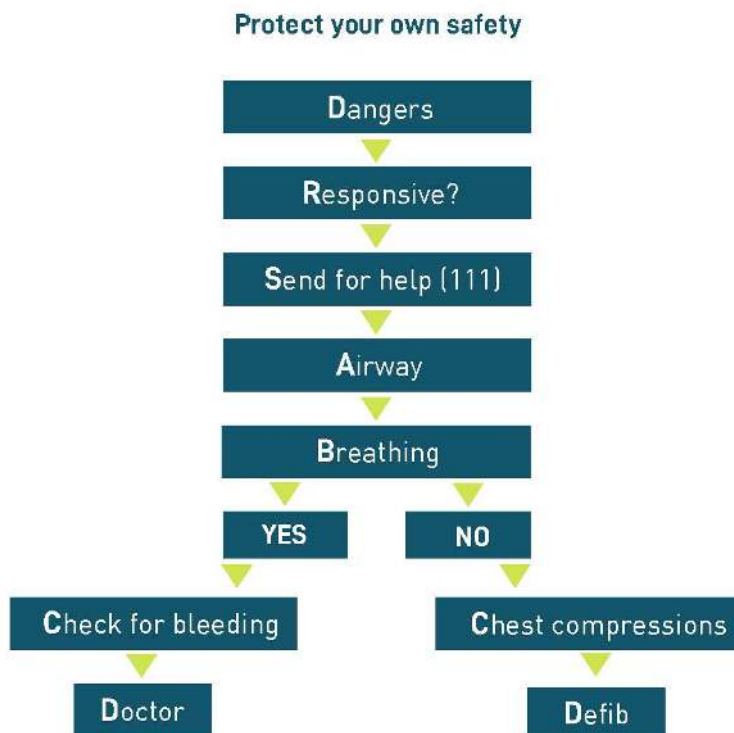 Protect your own safety
Dangers
Responsive?
Send for help (111)
Airway
Breathing
YES
NO
Check for bleeding
Chest compressions
Doctor
Defib